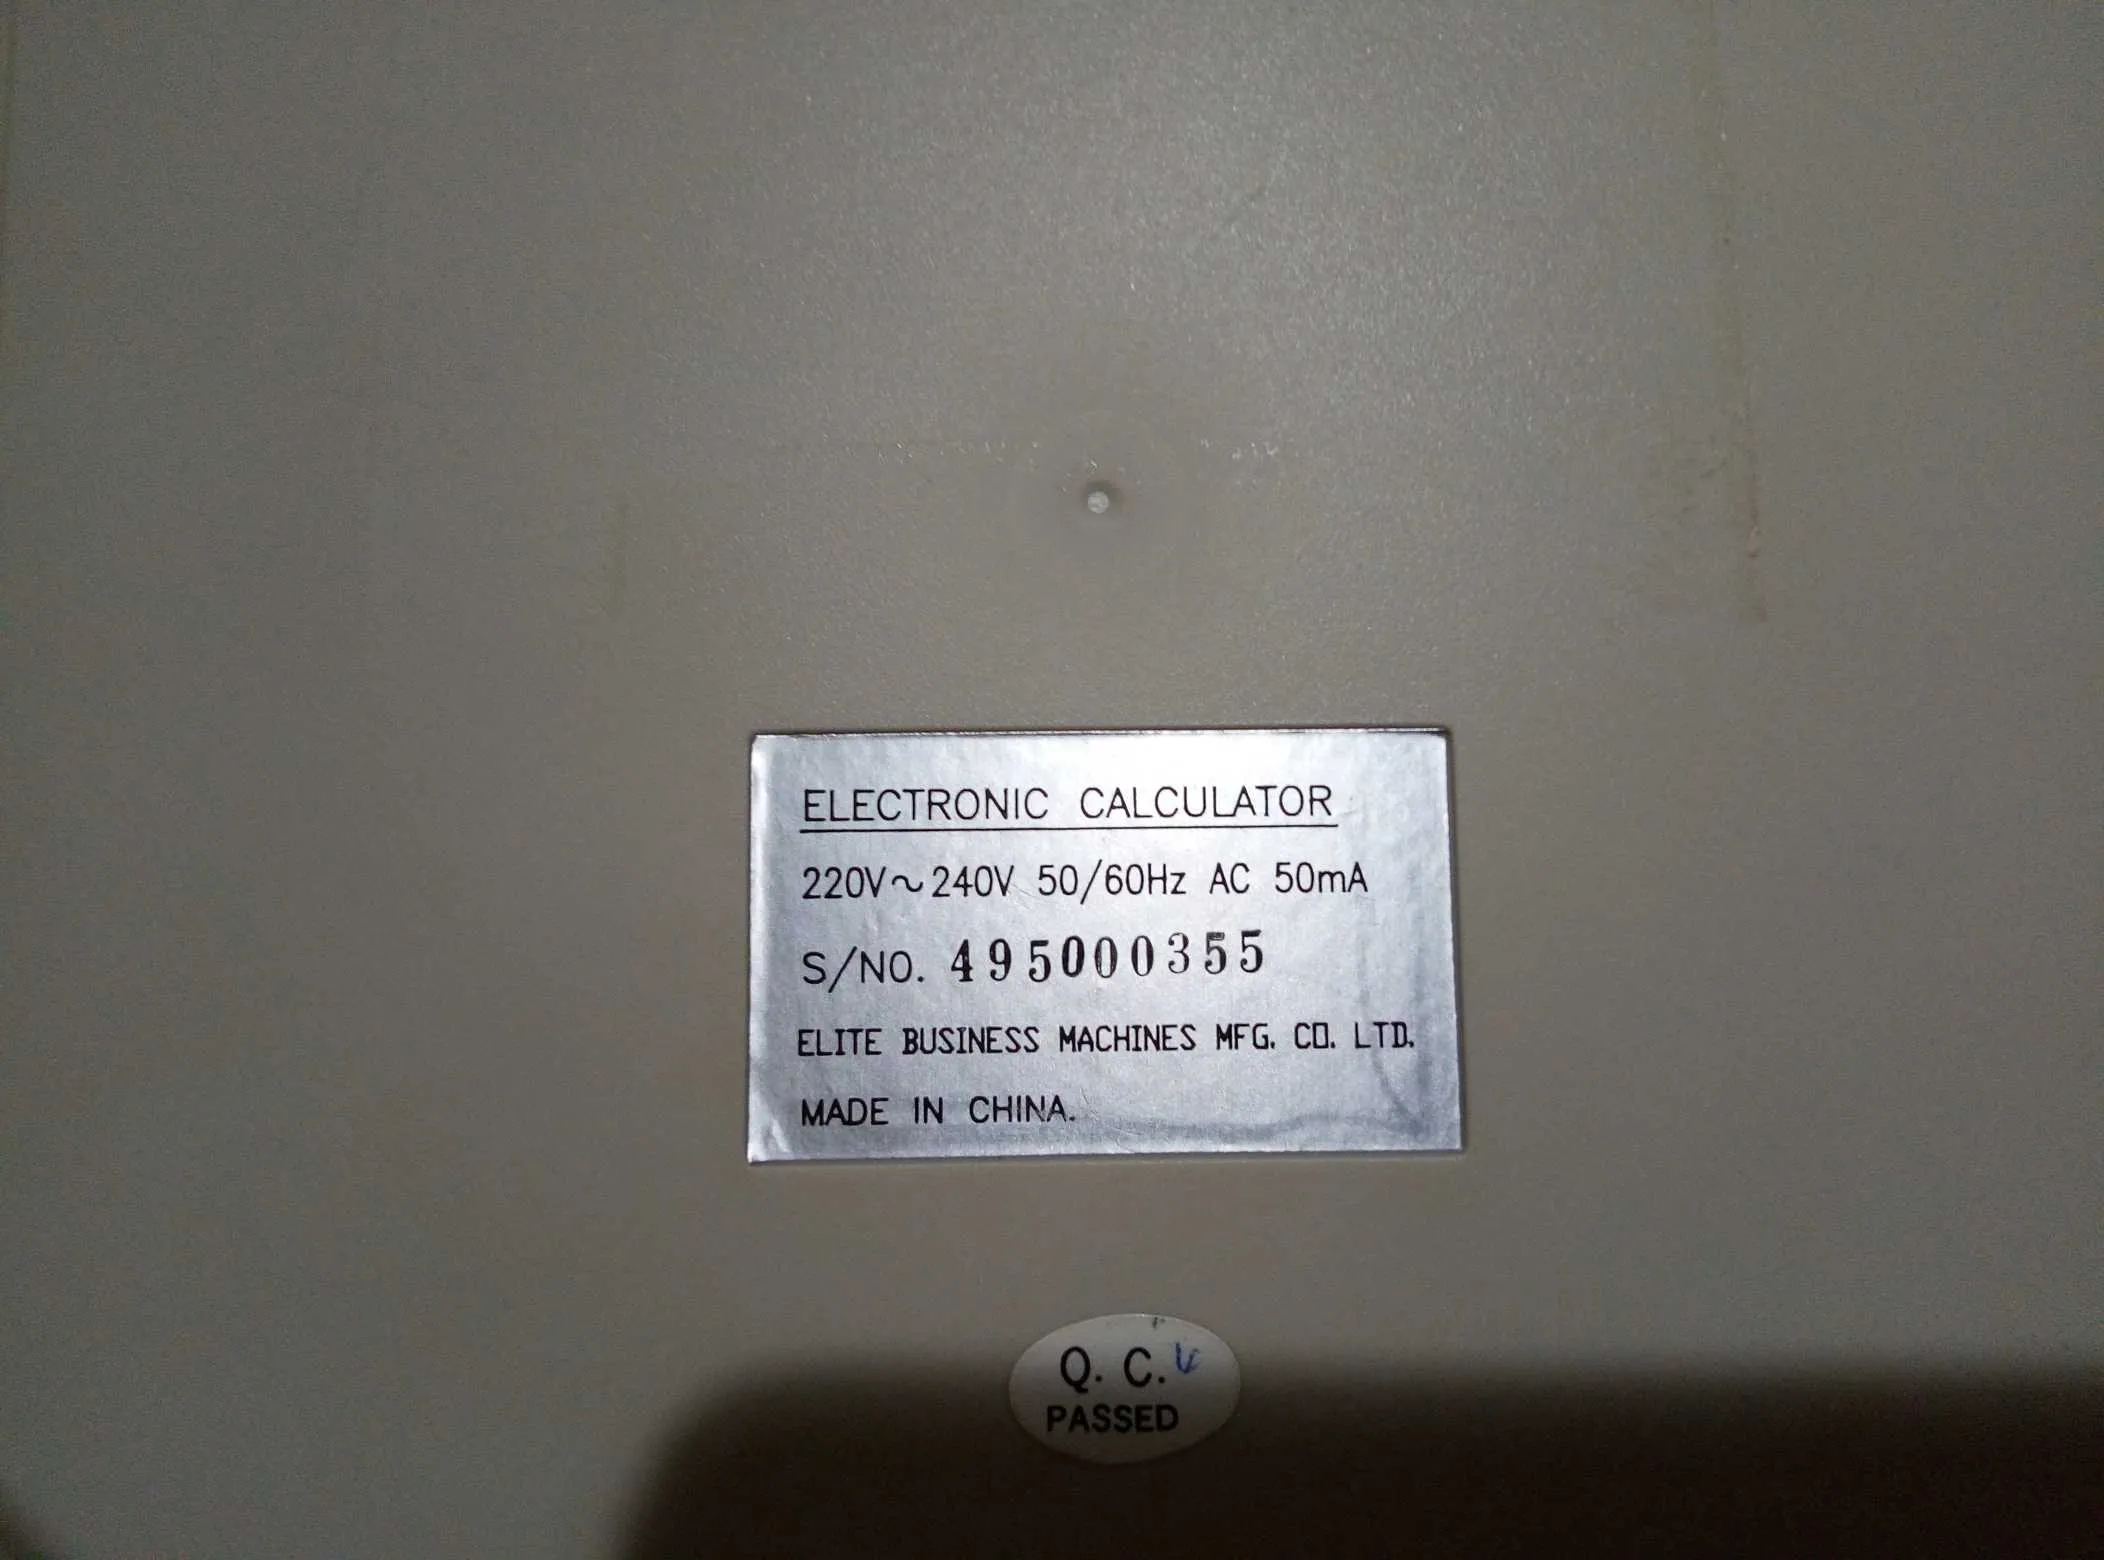 ELECTRONIC CALCULATOR
220V~240V 50/60Hz AC 50mA
S/NO. 495000355
ELITE BUSINESS MACHINES MFG. CO. LTD.
MADE IN CHINA.
Q. C.
PASSED